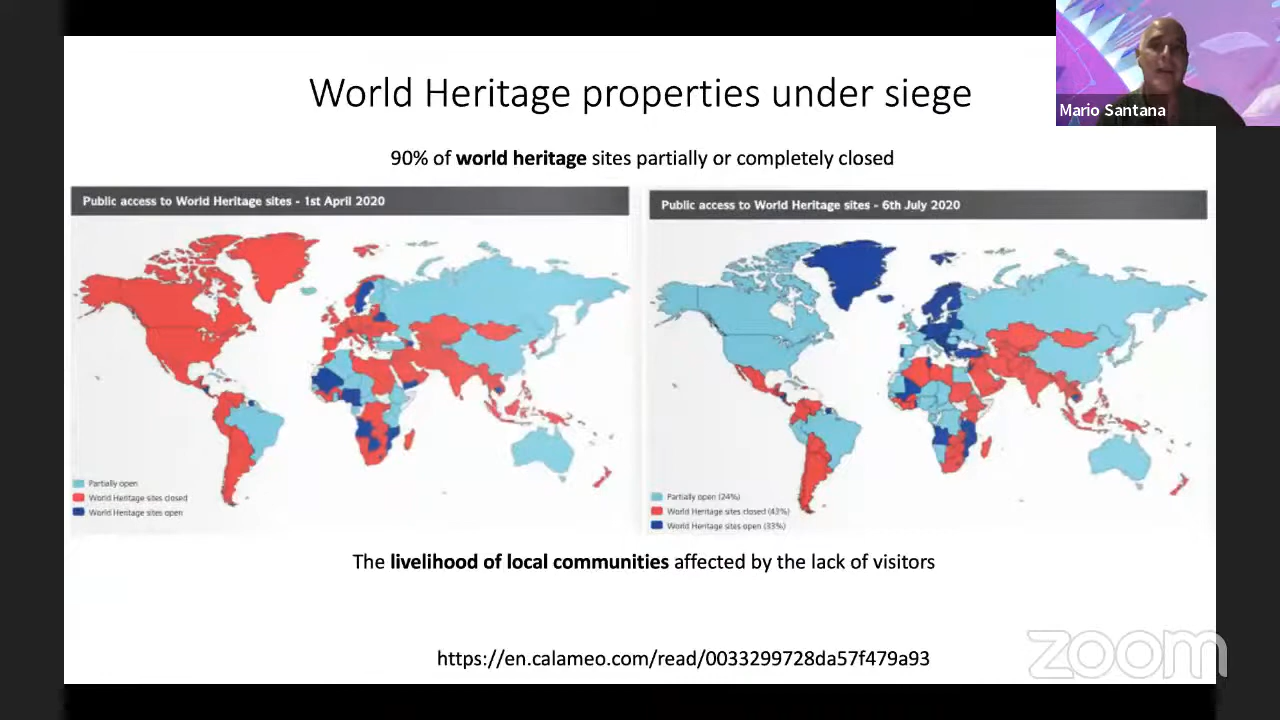 World Heritage properties under siege
Mario Santana
90% of world heritage sites partially or completely closed
Public access to World Heritage sites - 1st April 2020
Public access to World Heritage sites - 6th July 2020
Partially open
World Heritage sites closed
World Heritage sites open
Partially open (24%)
World Heritage sites closed (43%)
World Heritage sites open (33%)
The livelihood of local communities affected by the lack of visitors
https://en.calameo.com/read/0033299728da57f479a93
zoom